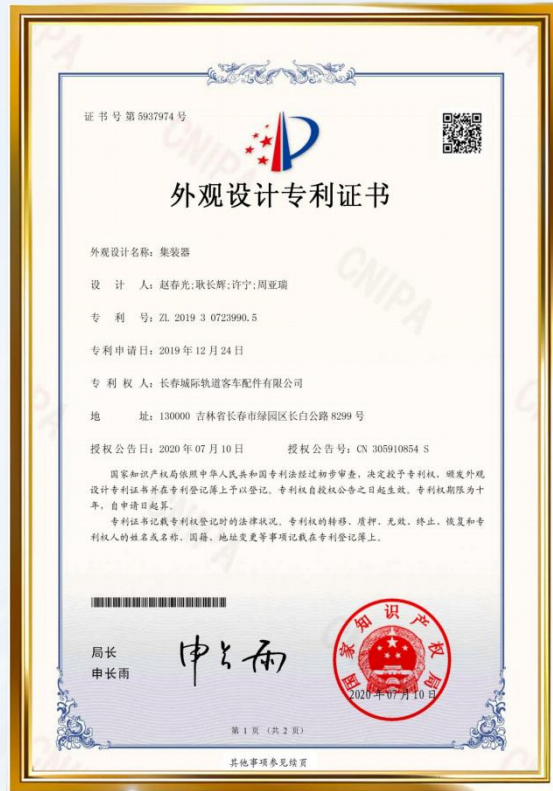 证书号第5937974号
外观设计专利证书
外观设计名称：集装器
设 计 人：赵春光;耿长辉;许宁;周亚瑞
专 利 号：ZL 2019 3 0723990.5
专利申请日：2019年12月24日
专 利 权 人：长春城际轨道客车配件有限公司
地 址：130000 吉林省长春市绿园区长白公路8299号
授权公告日：2020年07月10日 授权公告号：CN 305910854 S
国家知识产权局依照中华人民共和国专利法经过初步审查，决定授予专利权，颁发外观
设计专利证书并在专利登记簿上予以登记。专利权自授权公告之日起生效。专利权期限为十
年，自申请日起算。
专利证书记载专利权登记时的法律状况。专利权的转移、质押、无效、终止、恢复和专
利权人的姓名或名称、国籍、地址变更等事项记载在专利登记簿上。
局长
申长雨
申长雨
国家知识产权局
2020年07月10日
第 1 页 (共 2 页)
其他事项参见续页
CNIPA
CNIPA